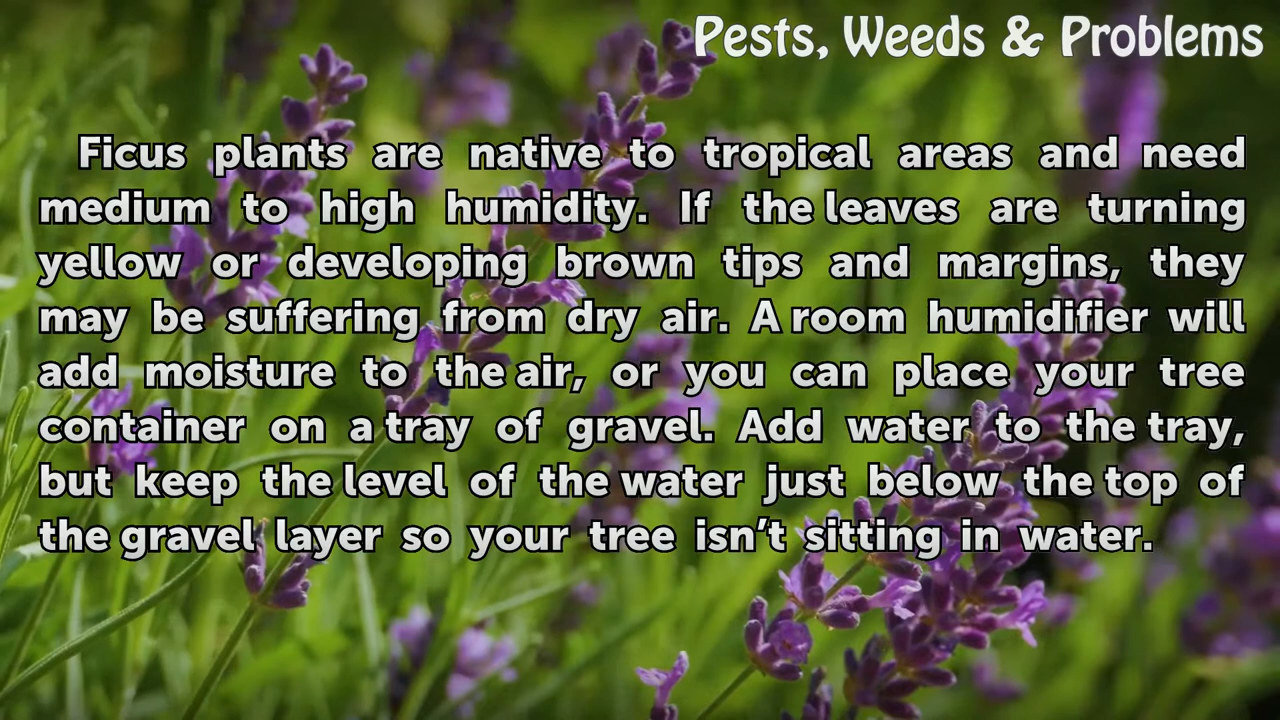 Pests, Weeds & Problems
Ficus plants are native to tropical areas and need
medium to high humidity. If the leaves are turning
yellow or developing brown tips and margins, they
may be suffering from dry air. A room humidifier will
add moisture to the air, or you can place your tree
container on a tray of gravel. Add water to the tray,
but keep the level of the water just below the top of
the gravel layer so your tree isn’t sitting in water.